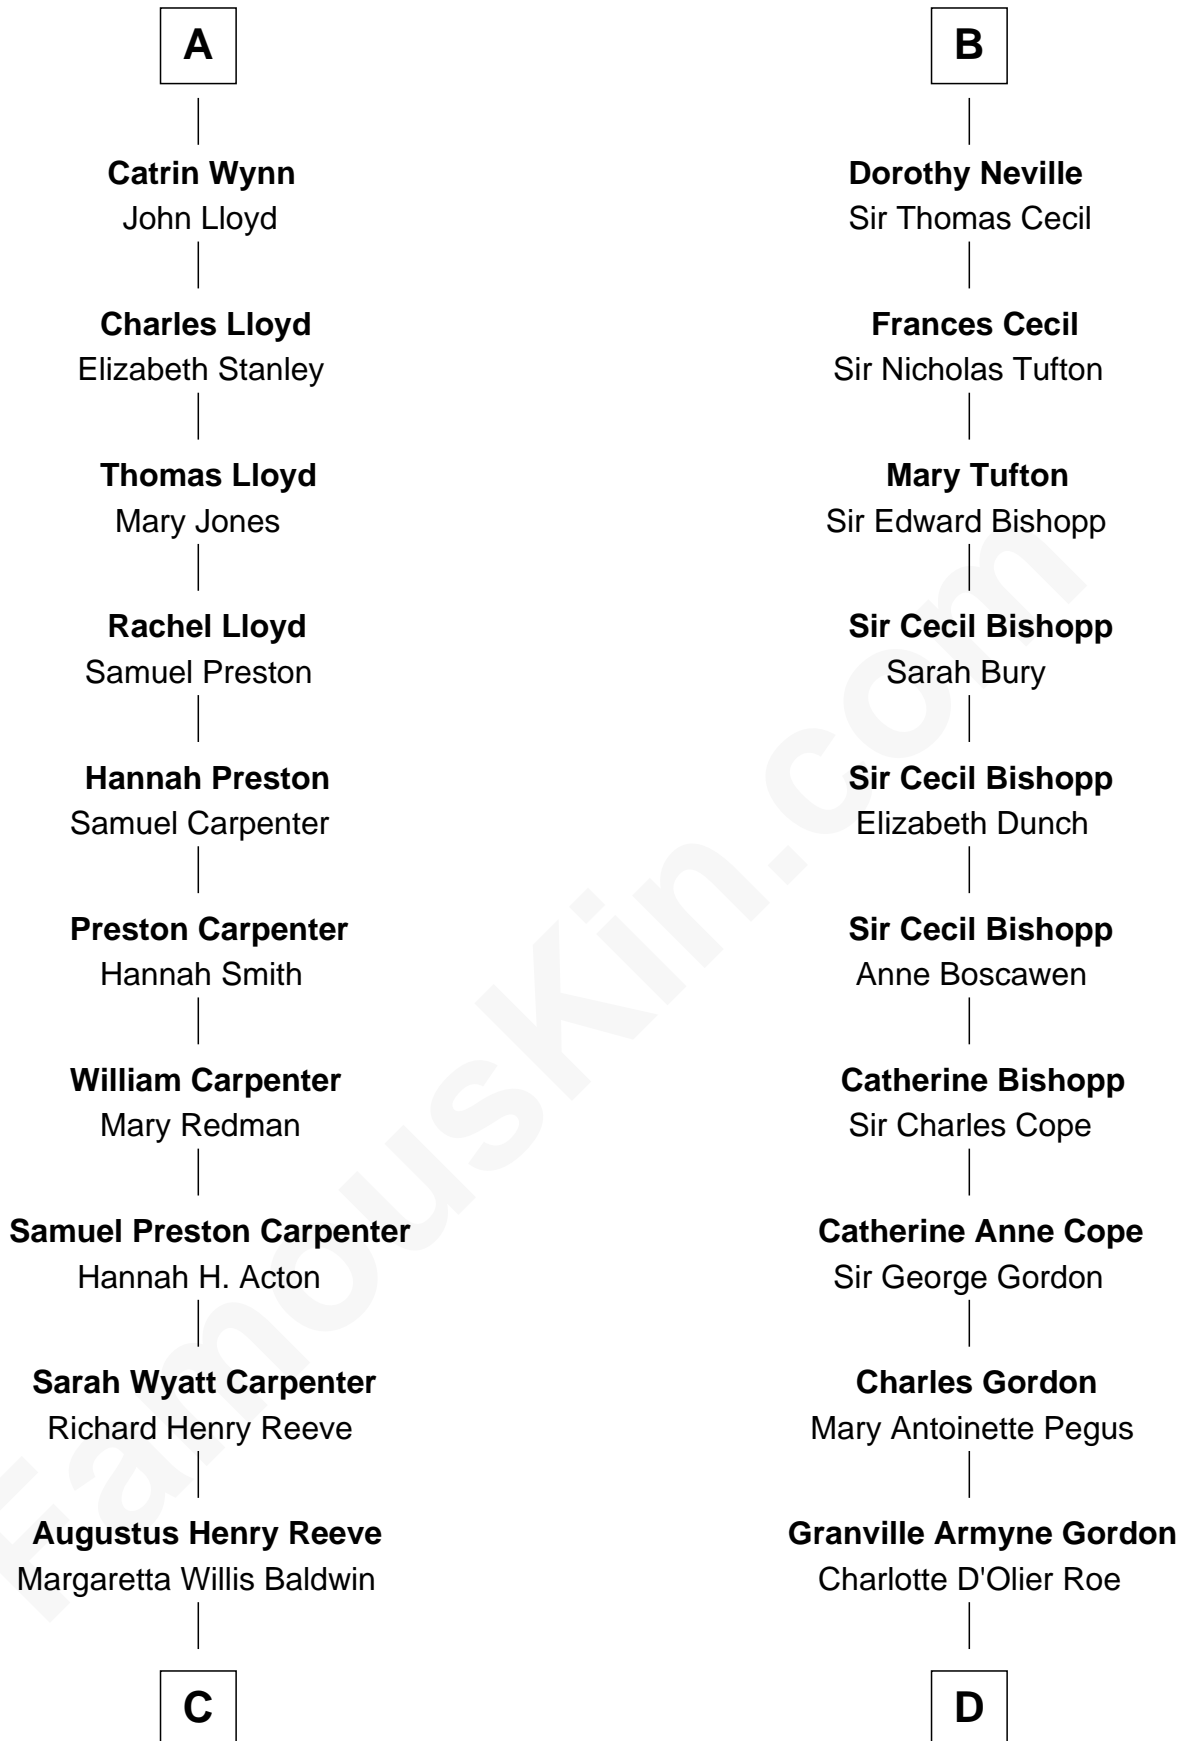 A
Catrin Wynn
John Lloyd
Charles Lloyd
Elizabeth Stanley
Thomas Lloyd
Mary Jones
Rachel Lloyd
Samuel Preston
Hannah Preston
Samuel Carpenter
Preston Carpenter
Hannah Smith
William Carpenter
Mary Redman
Samuel Preston Carpenter
Hannah H. Acton
Sarah Wyatt Carpenter
Richard Henry Reeve
Augustus Henry Reeve
Margaretta Willis Baldwin
C
B
Dorothy Neville
Sir Thomas Cecil
Frances Cecil
Sir Nicholas Tufton
Mary Tufton
Sir Edward Bishopp
Sir Cecil Bishopp
Sarah Bury
Sir Cecil Bishopp
Elizabeth Dunch
Sir Cecil Bishopp
Anne Boscawen
Catherine Bishopp
Sir Charles Cope
Catherine Anne Cope
Sir George Gordon
Charles Gordon
Mary Antoinette Pegus
Granville Armyne Gordon
Charlotte D'Olier Roe
D
FamousKin.com